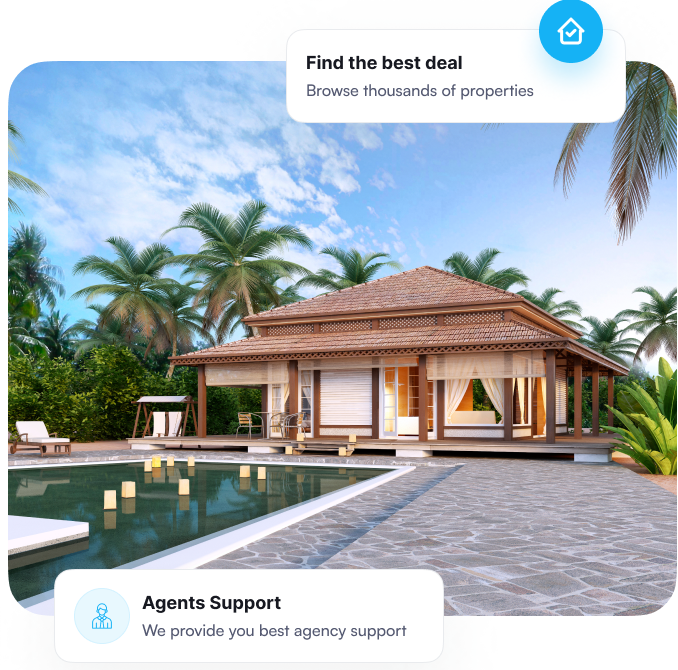 Find the best deal
Browse thousands of properties
Agents Support
We provide you best agency support